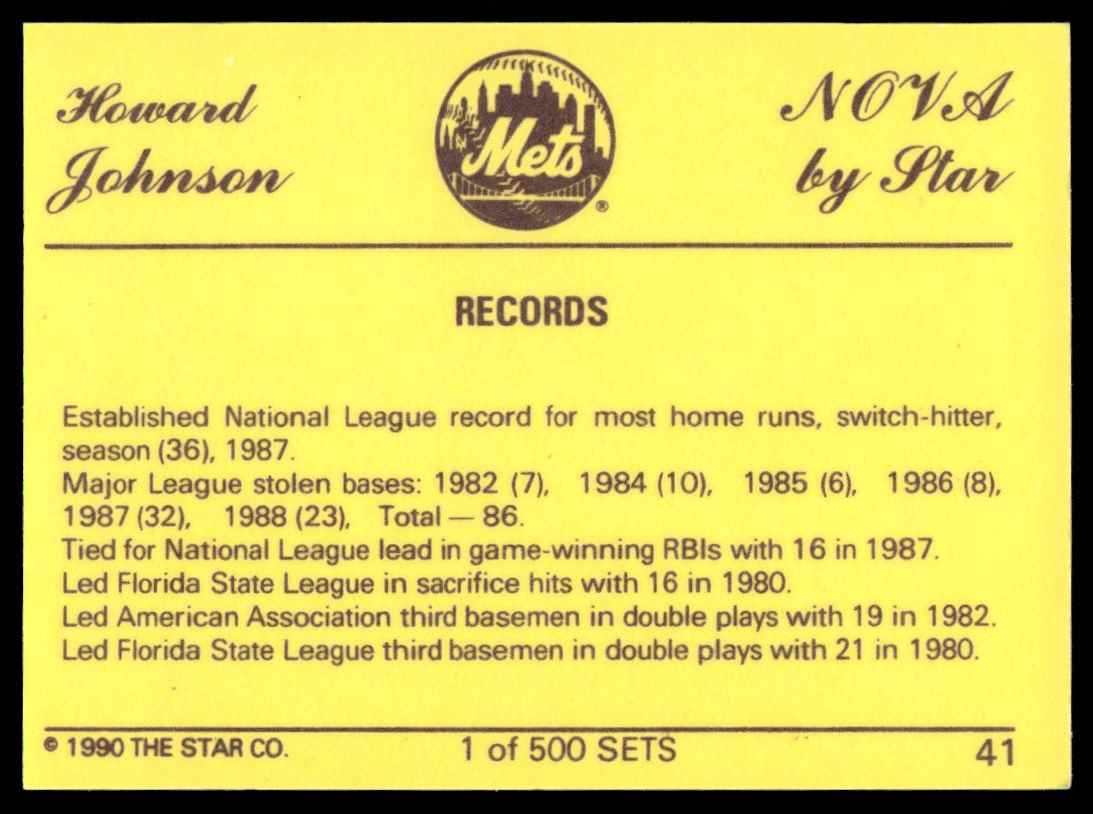 Howard
Johnson
Mets
®
NOVA
by Star
RECORDS
Established National League record for most home runs, switch-hitter,
season (36), 1987.
Major League stolen bases: 1982 (7), 1984 (10), 1985 (6), 1986 (8),
1987 (32), 1988 (23), Total — 86.
Tied for National League lead in game-winning RBIs with 16 in 1987.
Led Florida State League in sacrifice hits with 16 in 1980.
Led American Association third basemen in double plays with 19 in 1982.
Led Florida State League third basemen in double plays with 21 in 1980.
© 1990 THE STAR CO.
1 of 500 SETS
41